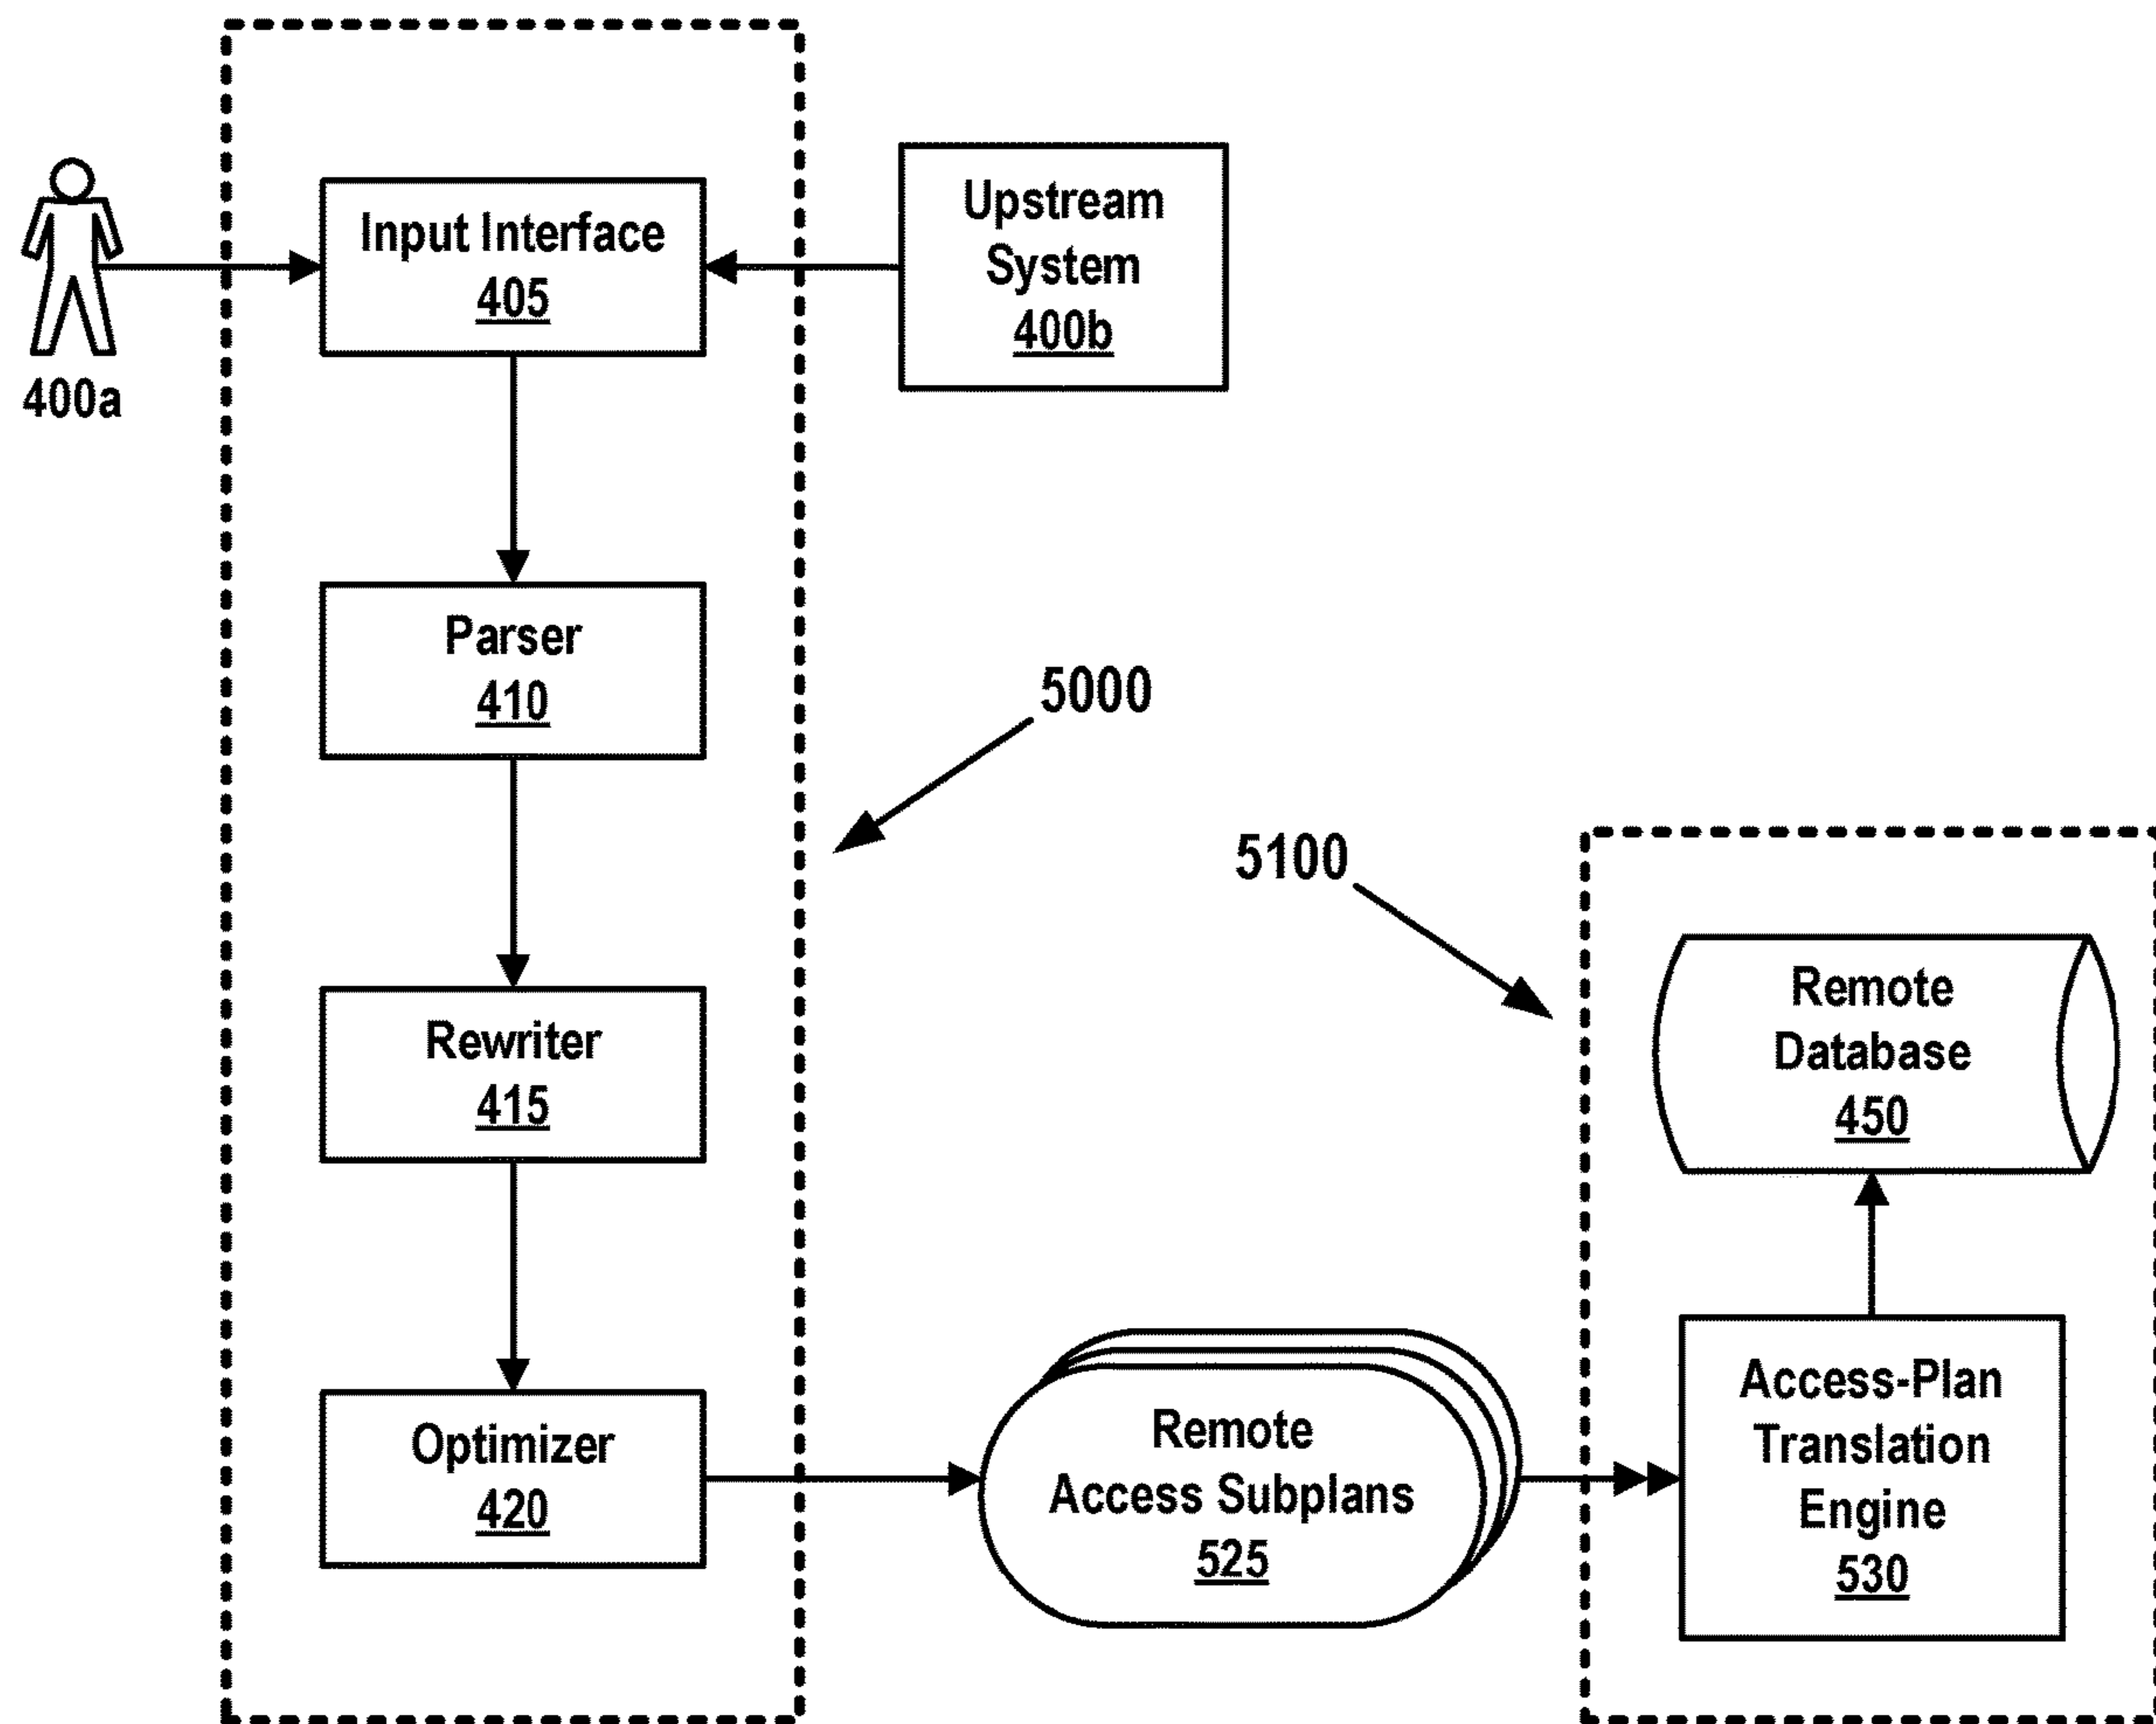 400a
Input Interface
405
Upstream
System
400b
Parser
410
5000
Rewriter
415
5100
Remote
Database
450
Optimizer
420
Remote
Access Subplans
525
Access-Plan
Translation
Engine
530